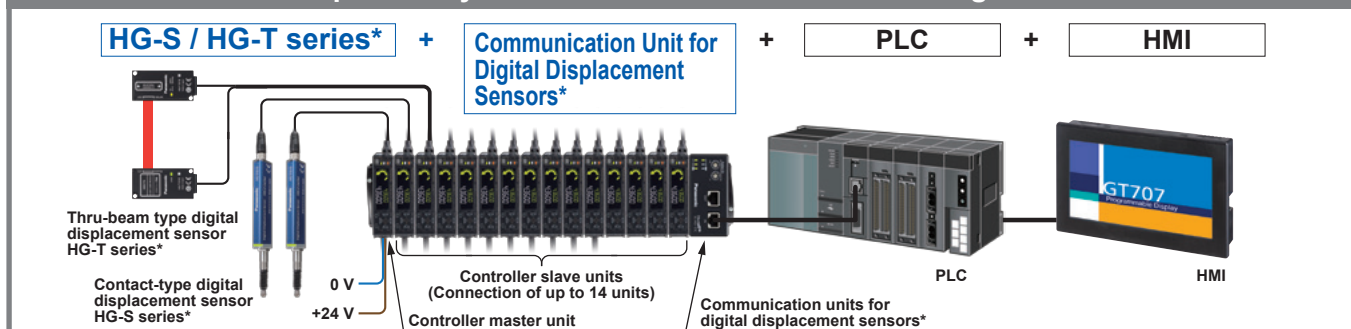 HG-S / HG-T series*
+
Communication Unit for
Digital Displacement
Sensors*
+
PLC
+
HMI
Thru-beam type digital
displacement sensor
HG-T series*
Contact-type digital
displacement sensor
HG-S series*
0 V
+24 V
Controller slave units
(Connection of up to 14 units)
Controller master unit
Communication units for
digital displacement sensors*
PLC
GT707
Programmable Display
HMI